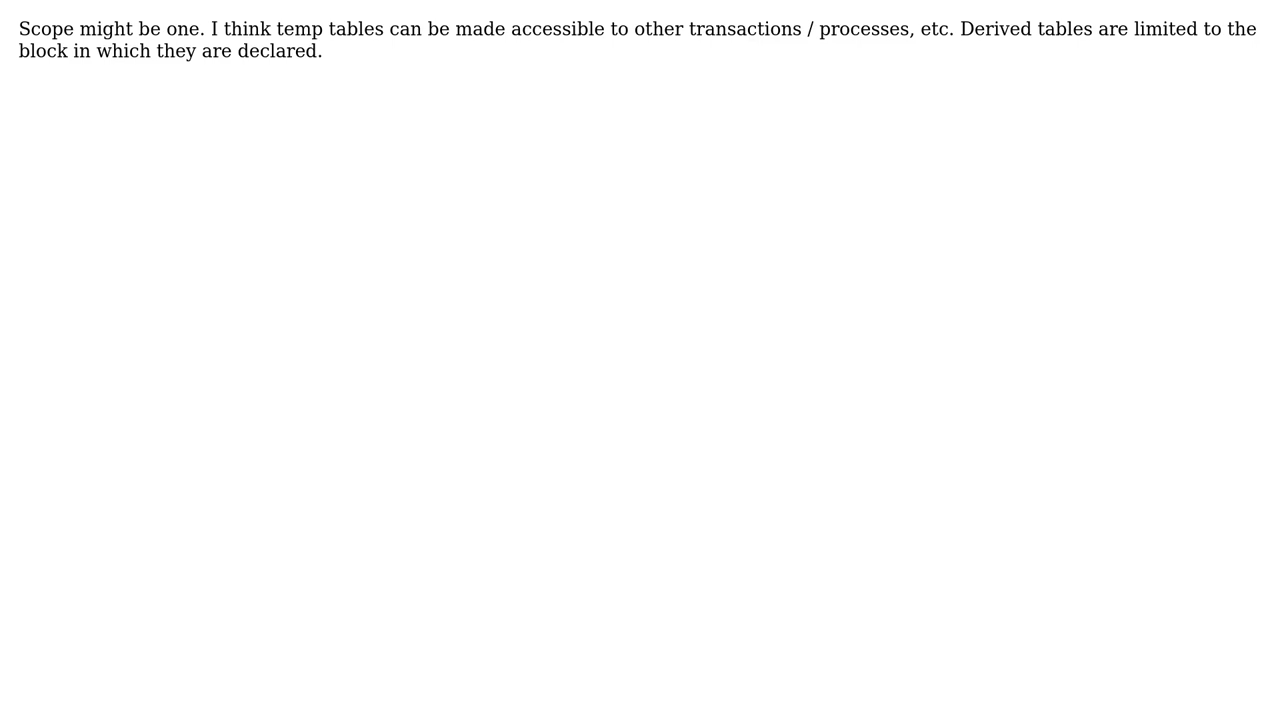 Scope might be one. I think temp tables can be made accessible to other transactions / processes, etc. Derived tables are limited to the
block in which they are declared.